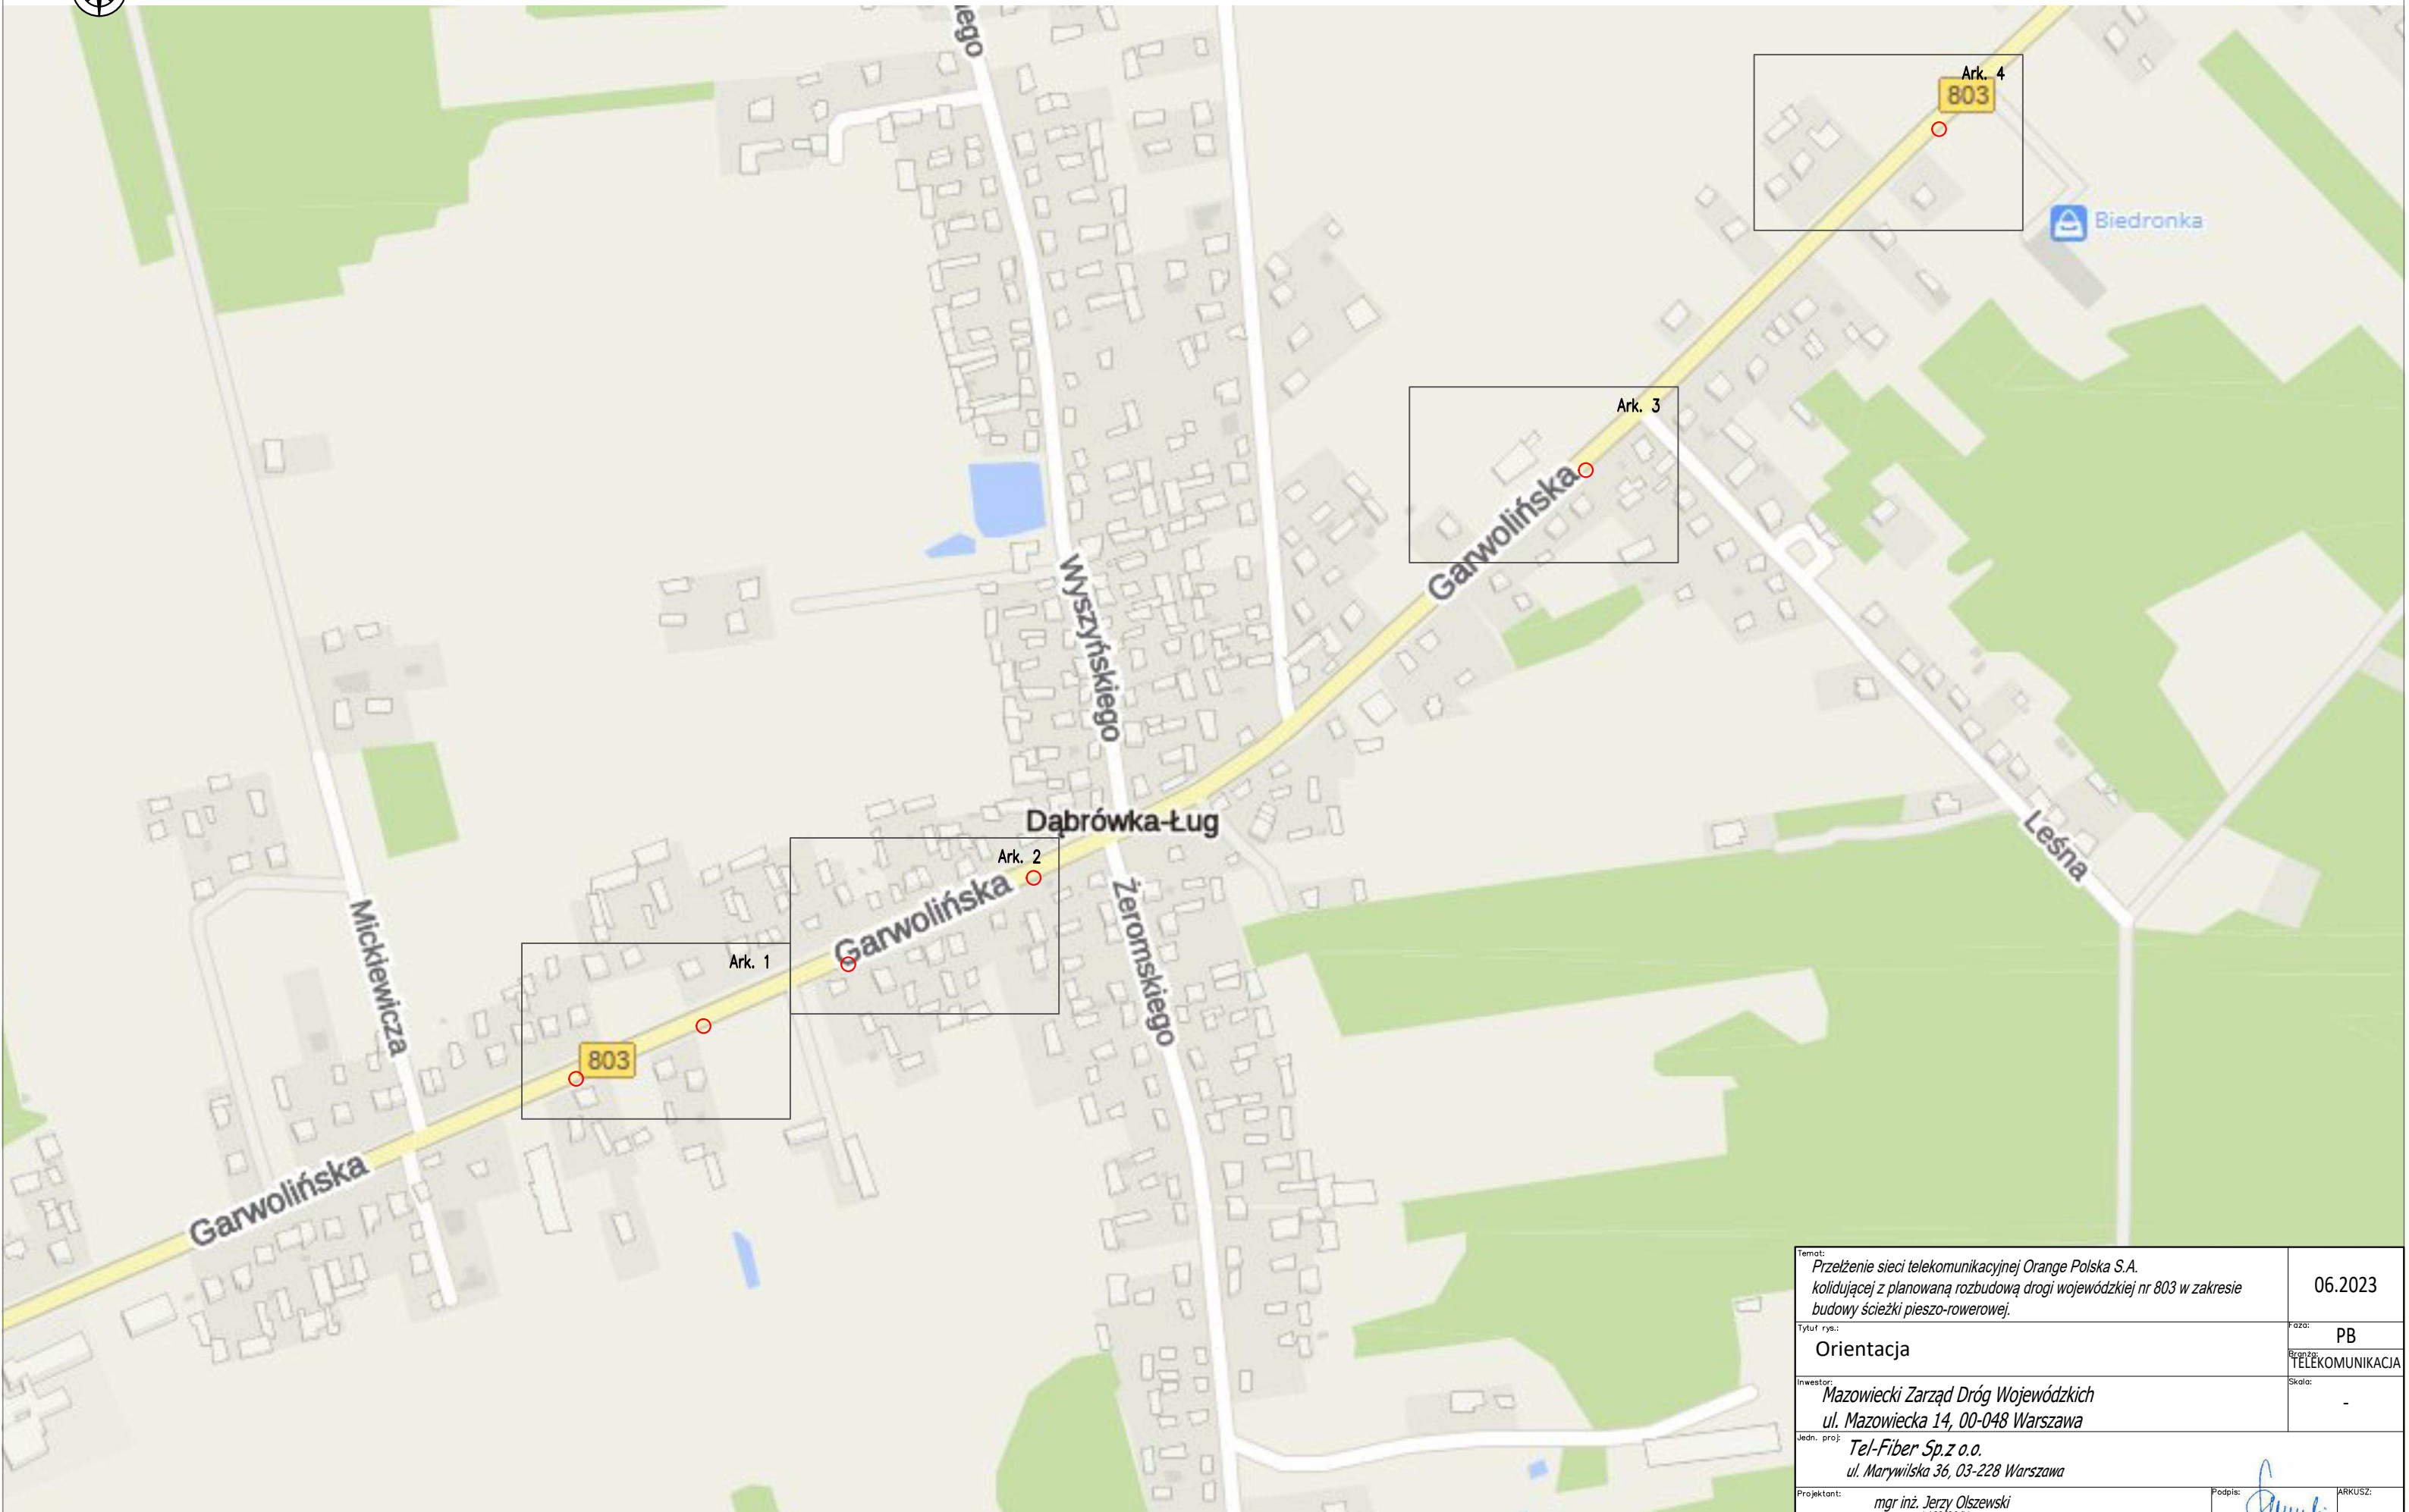 iego
Ark. 4
803
Biedronka
Ark. 3
Garwolińska
Wyszyńskiego
Dąbrówka-Ług
Ark. 2
Garwolińska
Żeromskiego
Leśna
Mickiewicza
Ark. 1
803
Garwolińska
Temat:
Przełżenie sieci telekomunikacyjnej Orange Polska S.A.
kolidującej z planowaną rozbudową drogi wojewódzkiej nr 803 w zakresie
budowy ścieżki pieszo-rowerowej.
06.2023
Tytuł rys.:
Orientacja
Faza:
PB
Branża:
TELEKOMUNIKACJA
Inwestor:
Mazowiecki Zarząd Dróg Wojewódzkich
ul. Mazowiecka 14, 00-048 Warszawa
Skala:
-
Jedn. proj:
Tel-Fiber Sp.z o.o.
ul. Marywilska 36, 03-228 Warszawa
Projektant:
mgr inż. Jerzy Olszewski
Podpis:
ARKUSZ: